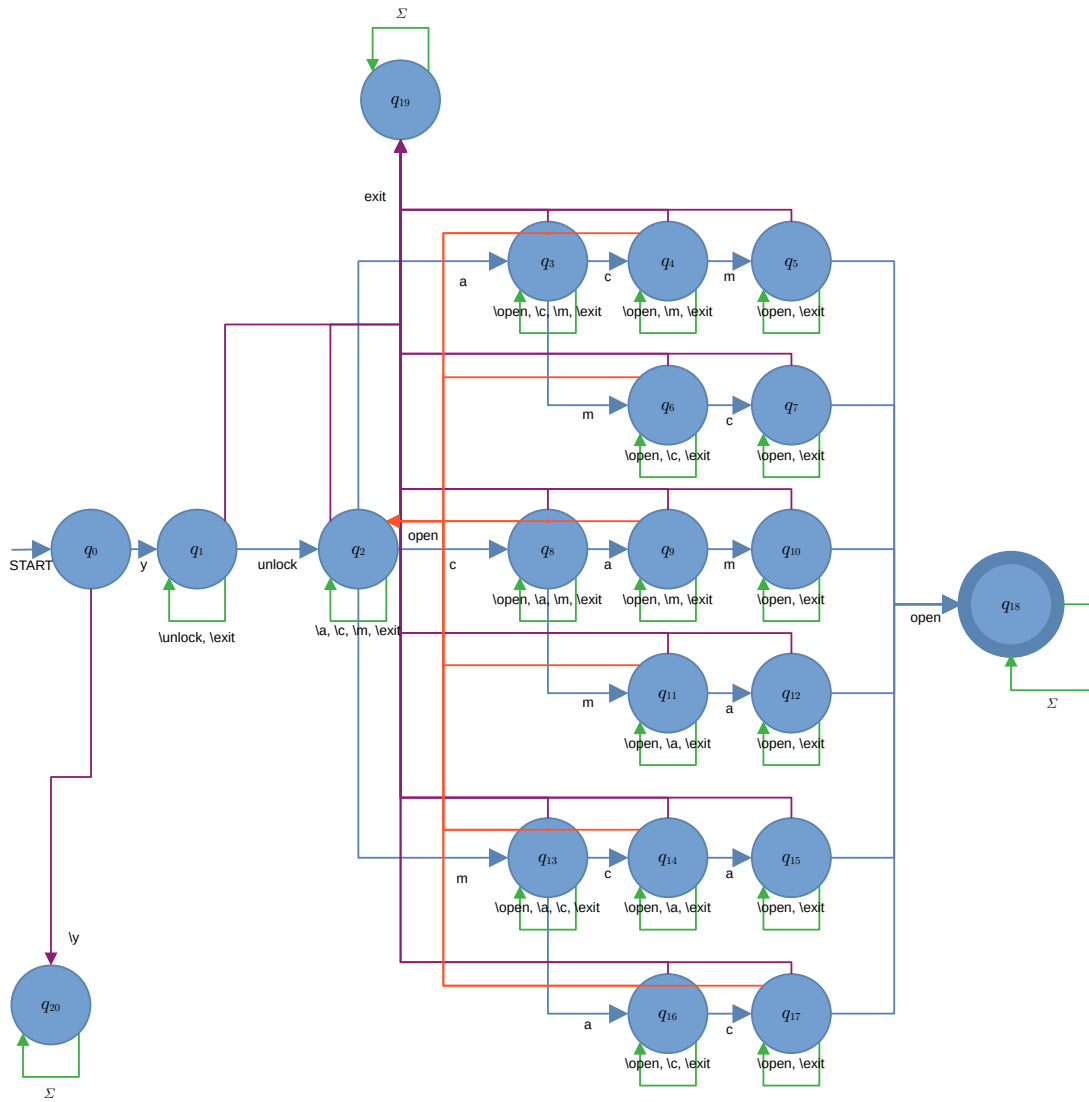 Σ
q₁₉
exit
a
q₃
c
q₄
m
q₅
\open, \c, \m, \exit
\open, \m, \exit
\open, \exit
m
q₆
c
q₇
\open, \c, \exit
\open, \exit
START
q₀
y
q₁
unlock
q₂
open
c
q₈
a
q₉
m
q₁₀
\unlock, \exit
\a, \c, \m, \exit
\open, \a, \m, \exit
\open, \m, \exit
\open, \exit
open
q₁₈
Σ
m
q₁₁
a
q₁₂
\open, \a, \exit
\open, \exit
m
q₁₃
c
q₁₄
a
q₁₅
\open, \a, \c, \exit
\open, \a, \exit
\open, \exit
\y
q₂₀
Σ
a
q₁₆
c
q₁₇
\open, \c, \exit
\open, \exit